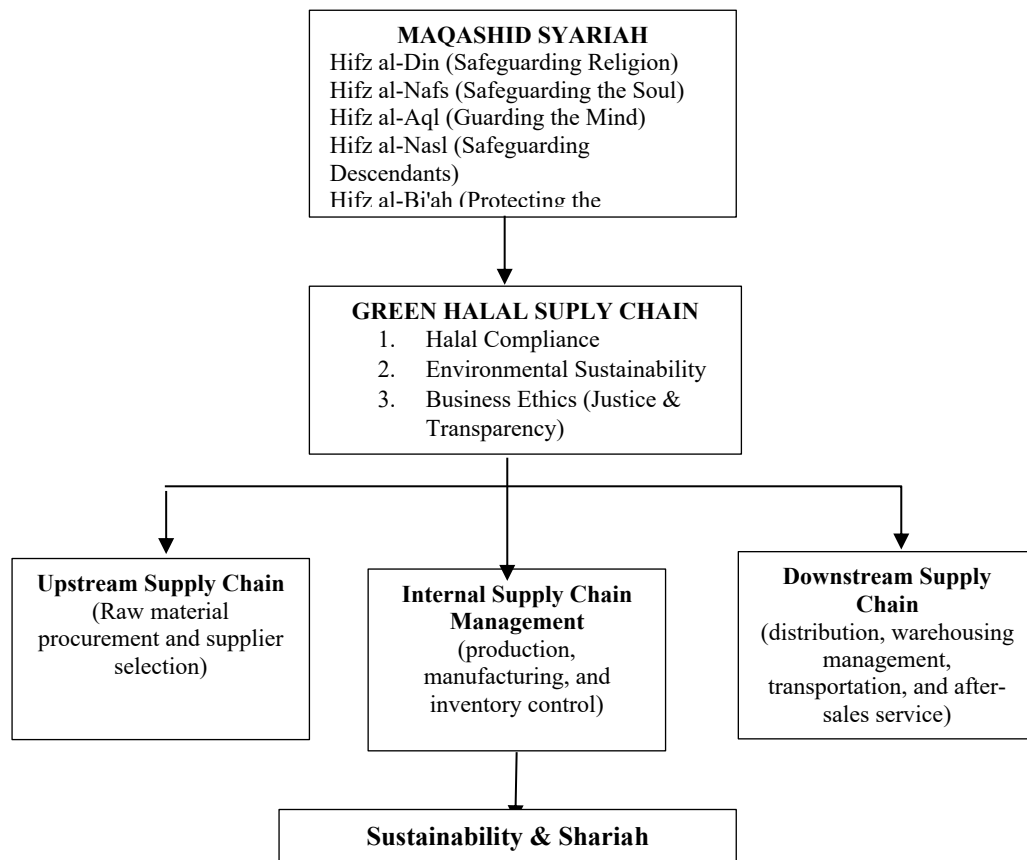 MAQASHID SYARIAH
Hifz al-Din (Safeguarding Religion)
Hifz al-Nafs (Safeguarding the Soul)
Hifz al-Aql (Guarding the Mind)
Hifz al-Nasl (Safeguarding
Descendants)
Hifz al-Bi'ah (Protecting the
GREEN HALAL SUPLY CHAIN
1. Halal Compliance
2. Environmental Sustainability
3. Business Ethics (Justice &
Transparency)
Upstream Supply Chain
(Raw material
procurement and supplier
selection)
Internal Supply Chain
Management
(production,
manufacturing, and
inventory control)
Downstream Supply
Chain
(distribution, warehousing
management,
transportation, and after-
sales service)
Sustainability & Shariah